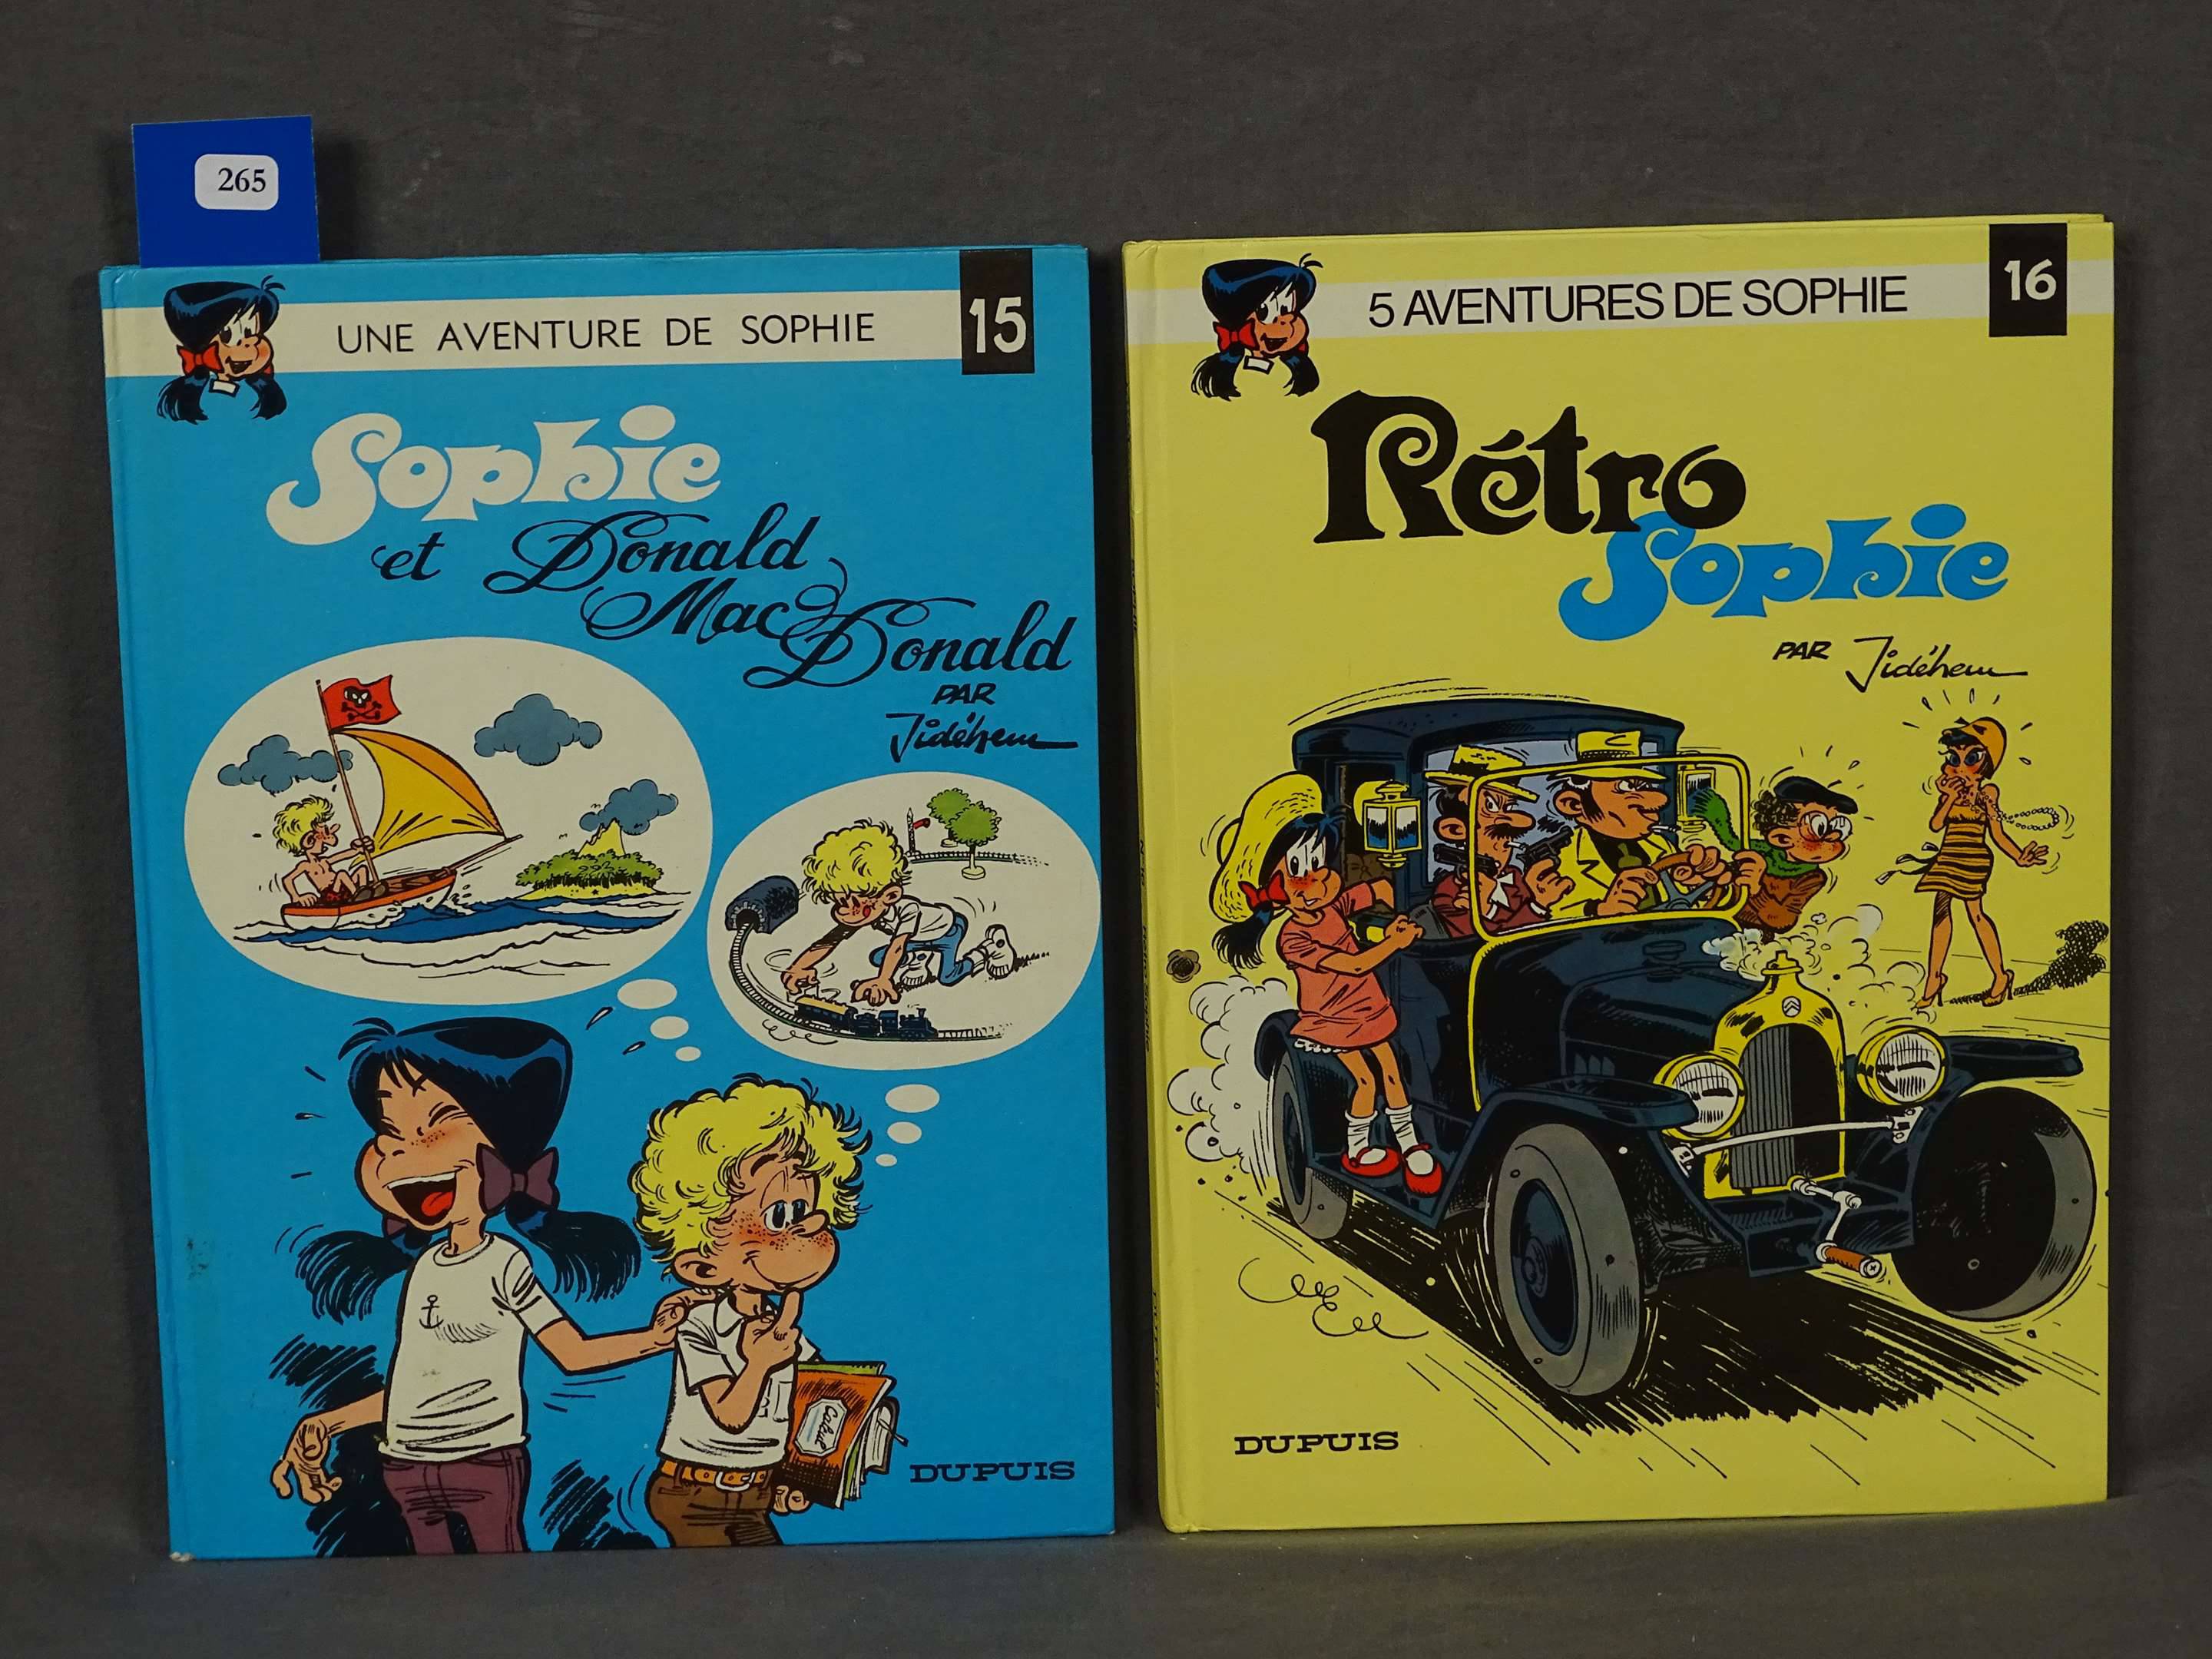 265
UNE AVENTURE DE SOPHIE
15
Sophie
et Donald
Mac Donald
PAR
Jidéhem
Calcul
DUPUIS
5 AVENTURES DE SOPHIE
16
Rétro
Sophie
PAR Jidéhem
DUPUIS